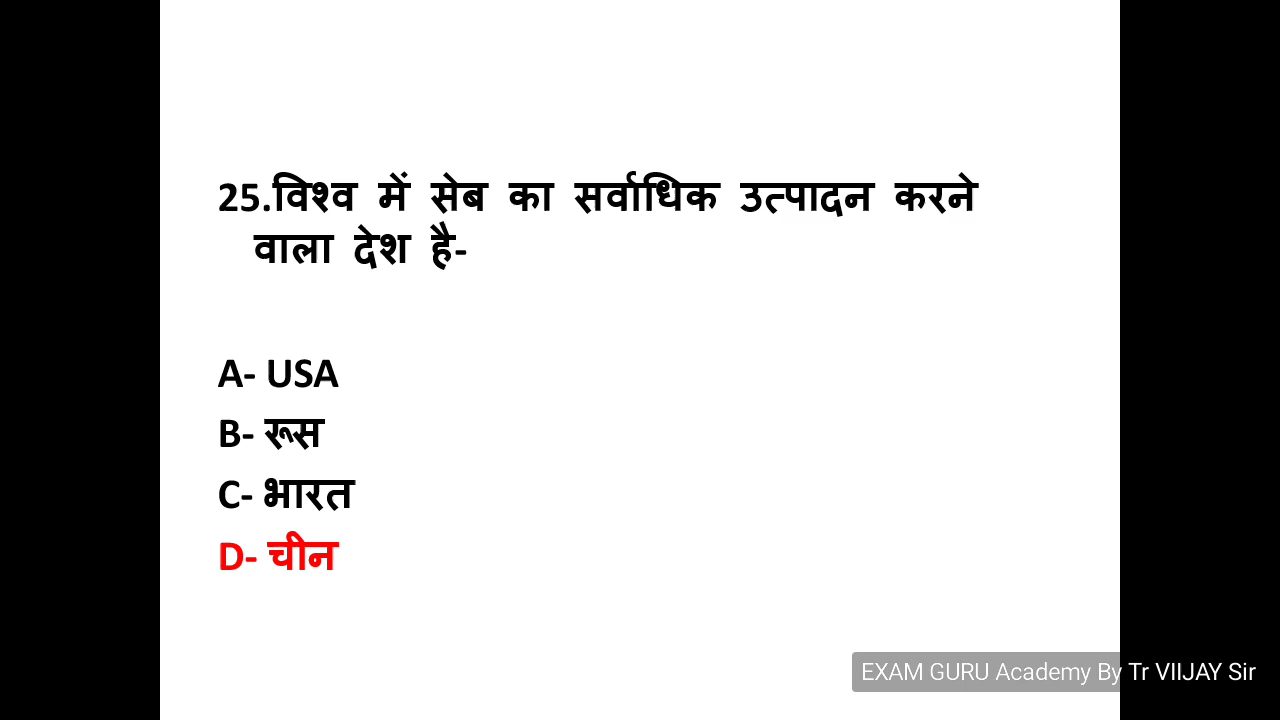 25.विश्व में सेब का सर्वाधिक उत्पादन करने
वाला देश है-
A- USA
B- रूस
C- भारत
D- चीन
EXAM GURU Academy By Tr VIIJAY Sir